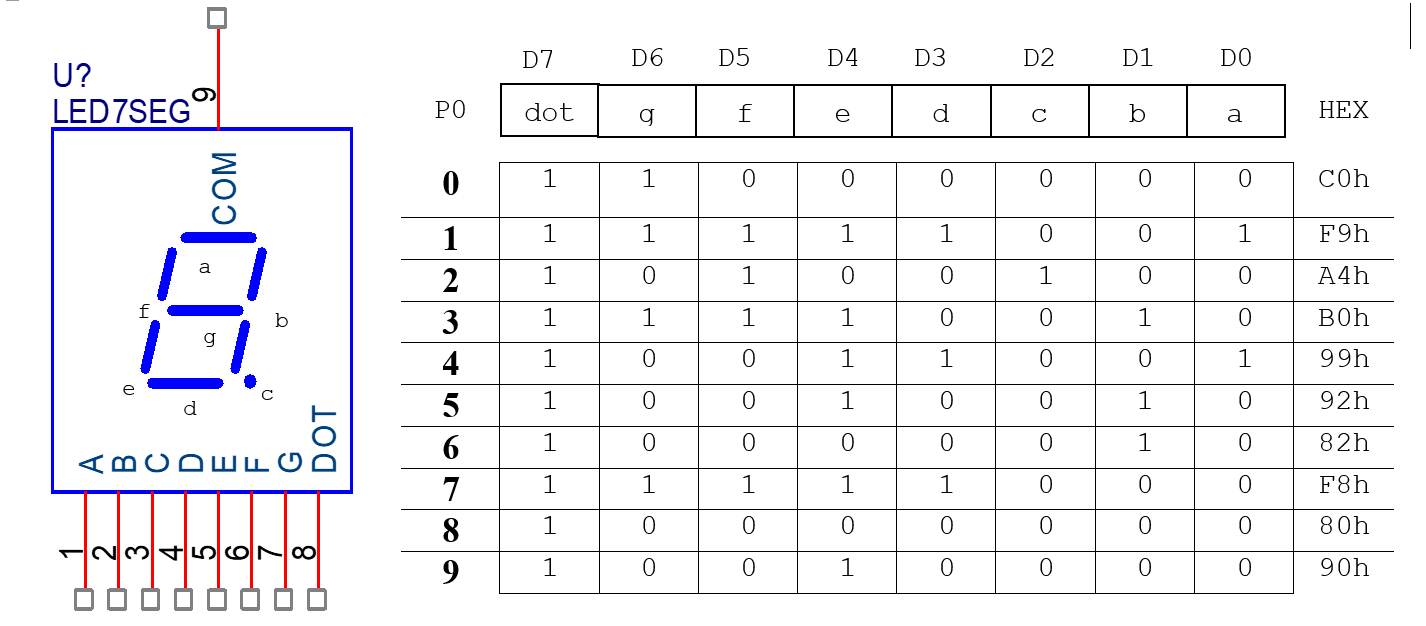 U?
LED7SEG
9
COM
a
f
b
g
e
d
c
A B C D E F G DOT
1 2 3 4 5 6 7 8
D7 D6 D5 D4 D3 D2 D1 D0
P0 dot g f e d c b a HEX
0 1 1 0 0 0 0 0 0 C0h
1 1 1 1 1 1 0 0 1 F9h
2 1 0 1 0 0 1 0 0 A4h
3 1 1 1 1 0 0 1 0 B0h
4 1 0 0 1 1 0 0 1 99h
5 1 0 0 1 0 0 1 0 92h
6 1 0 0 0 0 0 1 0 82h
7 1 1 1 1 1 0 0 0 F8h
8 1 0 0 0 0 0 0 0 80h
9 1 0 0 1 0 0 0 0 90h